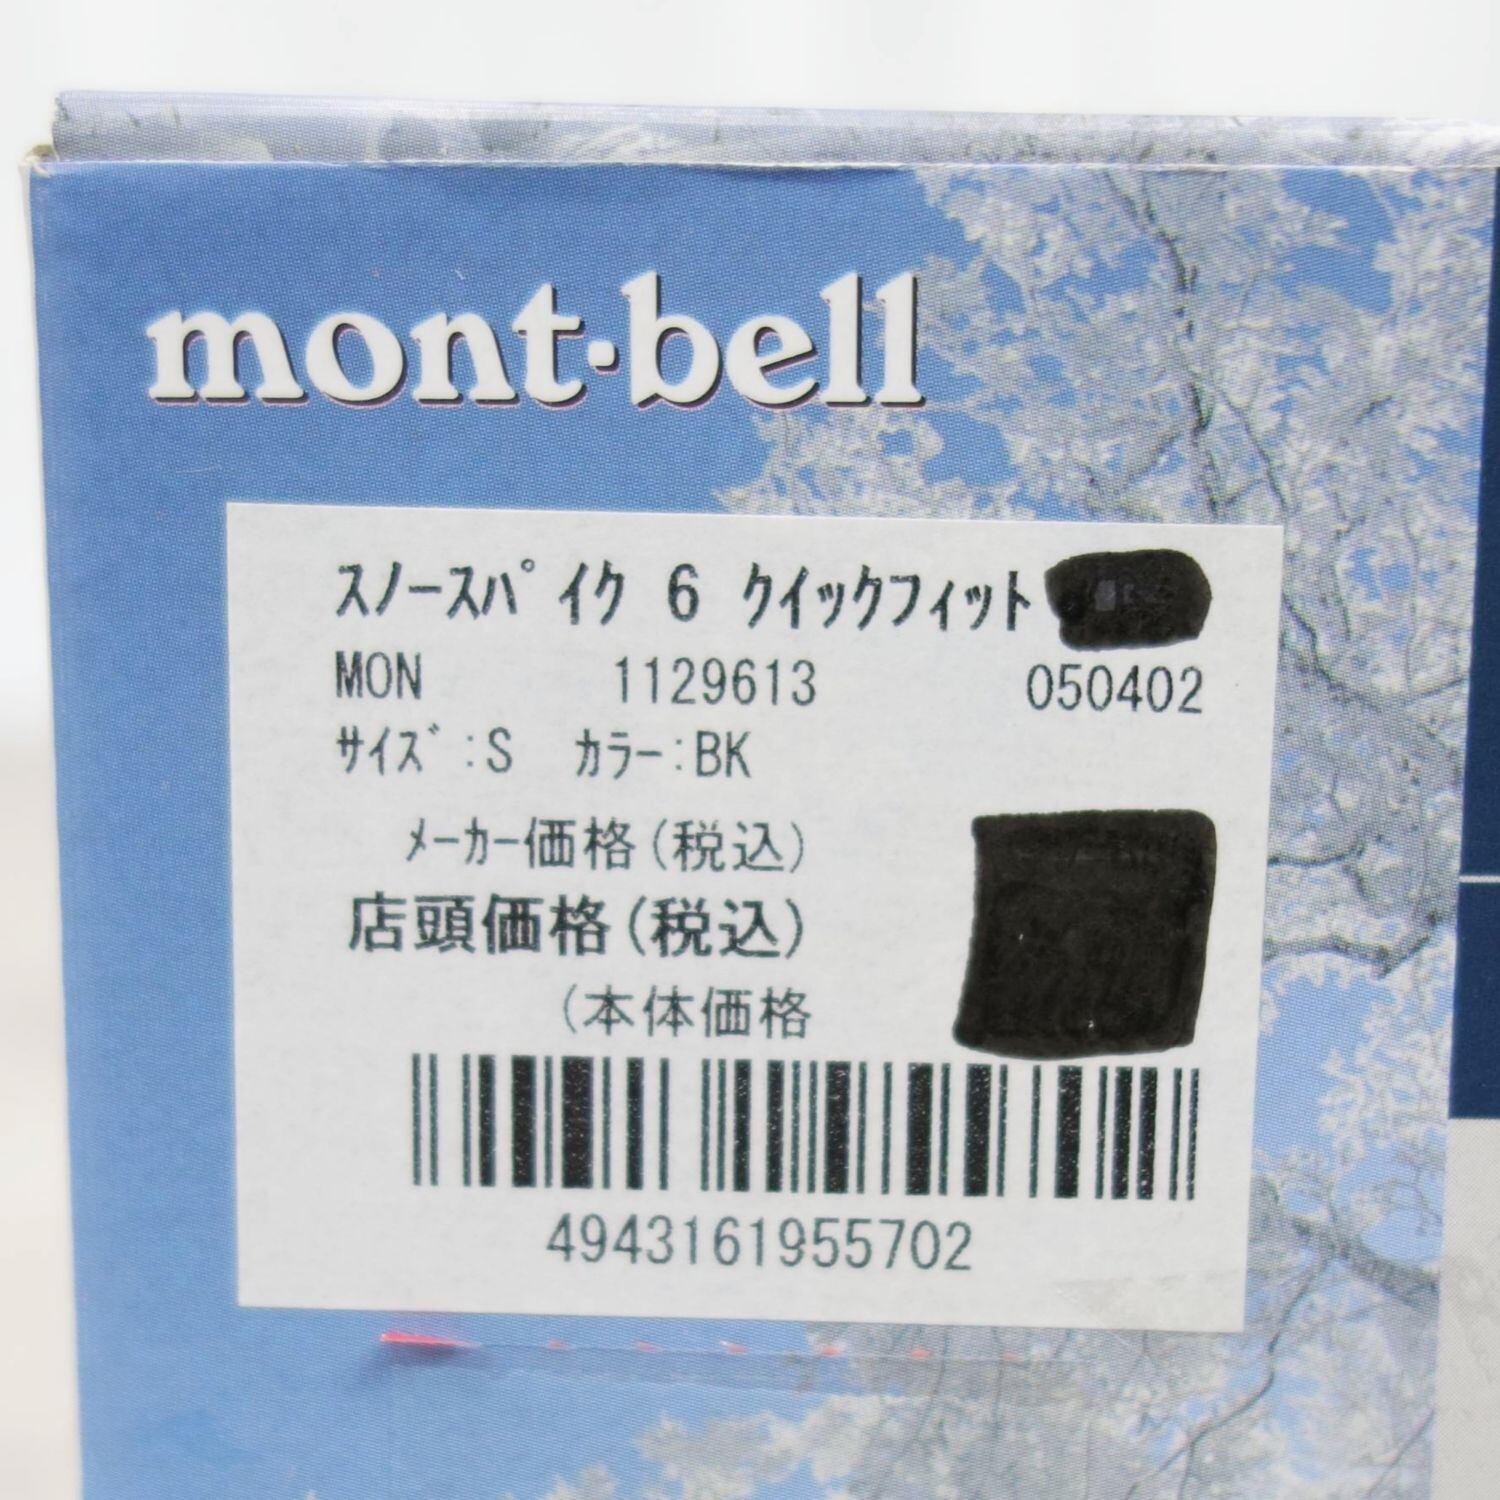 mont·bell
ｽﾉｰｽﾊﾟｲｸ 6 ｸｲｯｸﾌｨｯﾄ
MON 1129613 050402
ｻｲｽﾞ:S ｶﾗｰ:BK
ﾒｰｶｰ価格(税込)
店頭価格(税込)
(本体価格
4943161955702